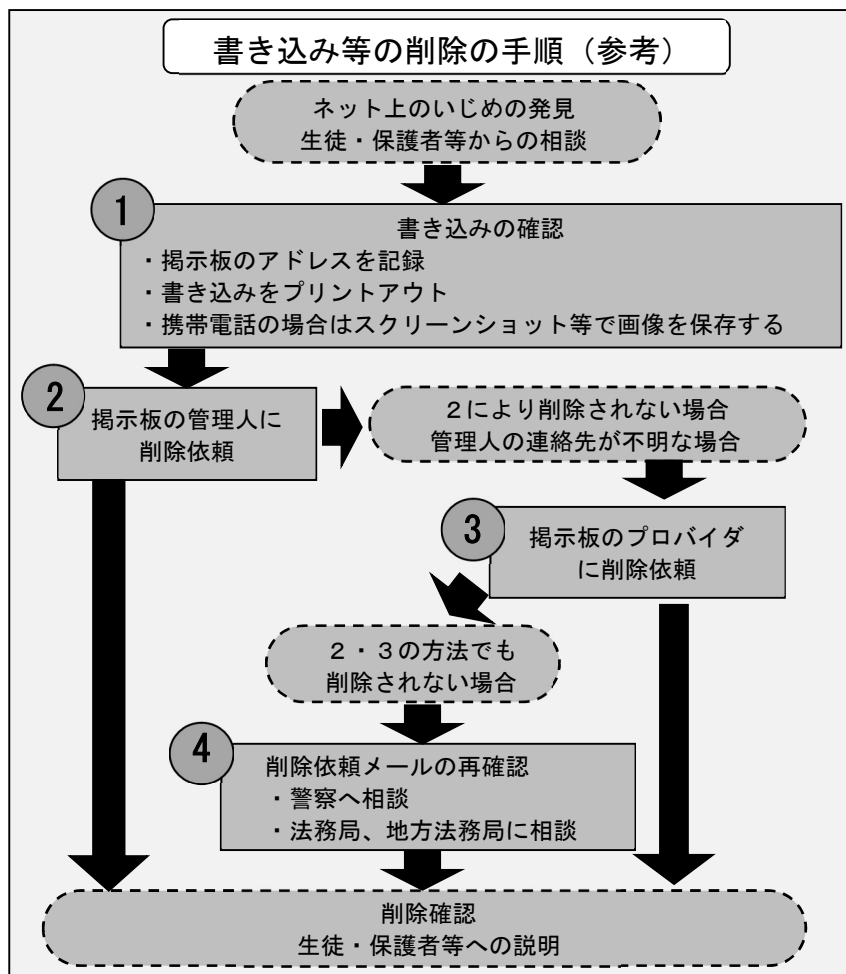 書き込み等の削除の手順（参考）
ネット上のいじめの発見
生徒・保護者等からの相談
1
書き込みの確認
・掲示板のアドレスを記録
・書き込みをプリントアウト
・携帯電話の場合はスクリーンショット等で画像を保存する
2
掲示板の管理人に
削除依頼
２により削除されない場合
管理人の連絡先が不明な場合
3
掲示板のプロバイダ
に削除依頼
２・３の方法でも
削除されない場合
4
削除依頼メールの再確認
・警察へ相談
・法務局、地方法務局に相談
削除確認
生徒・保護者等への説明